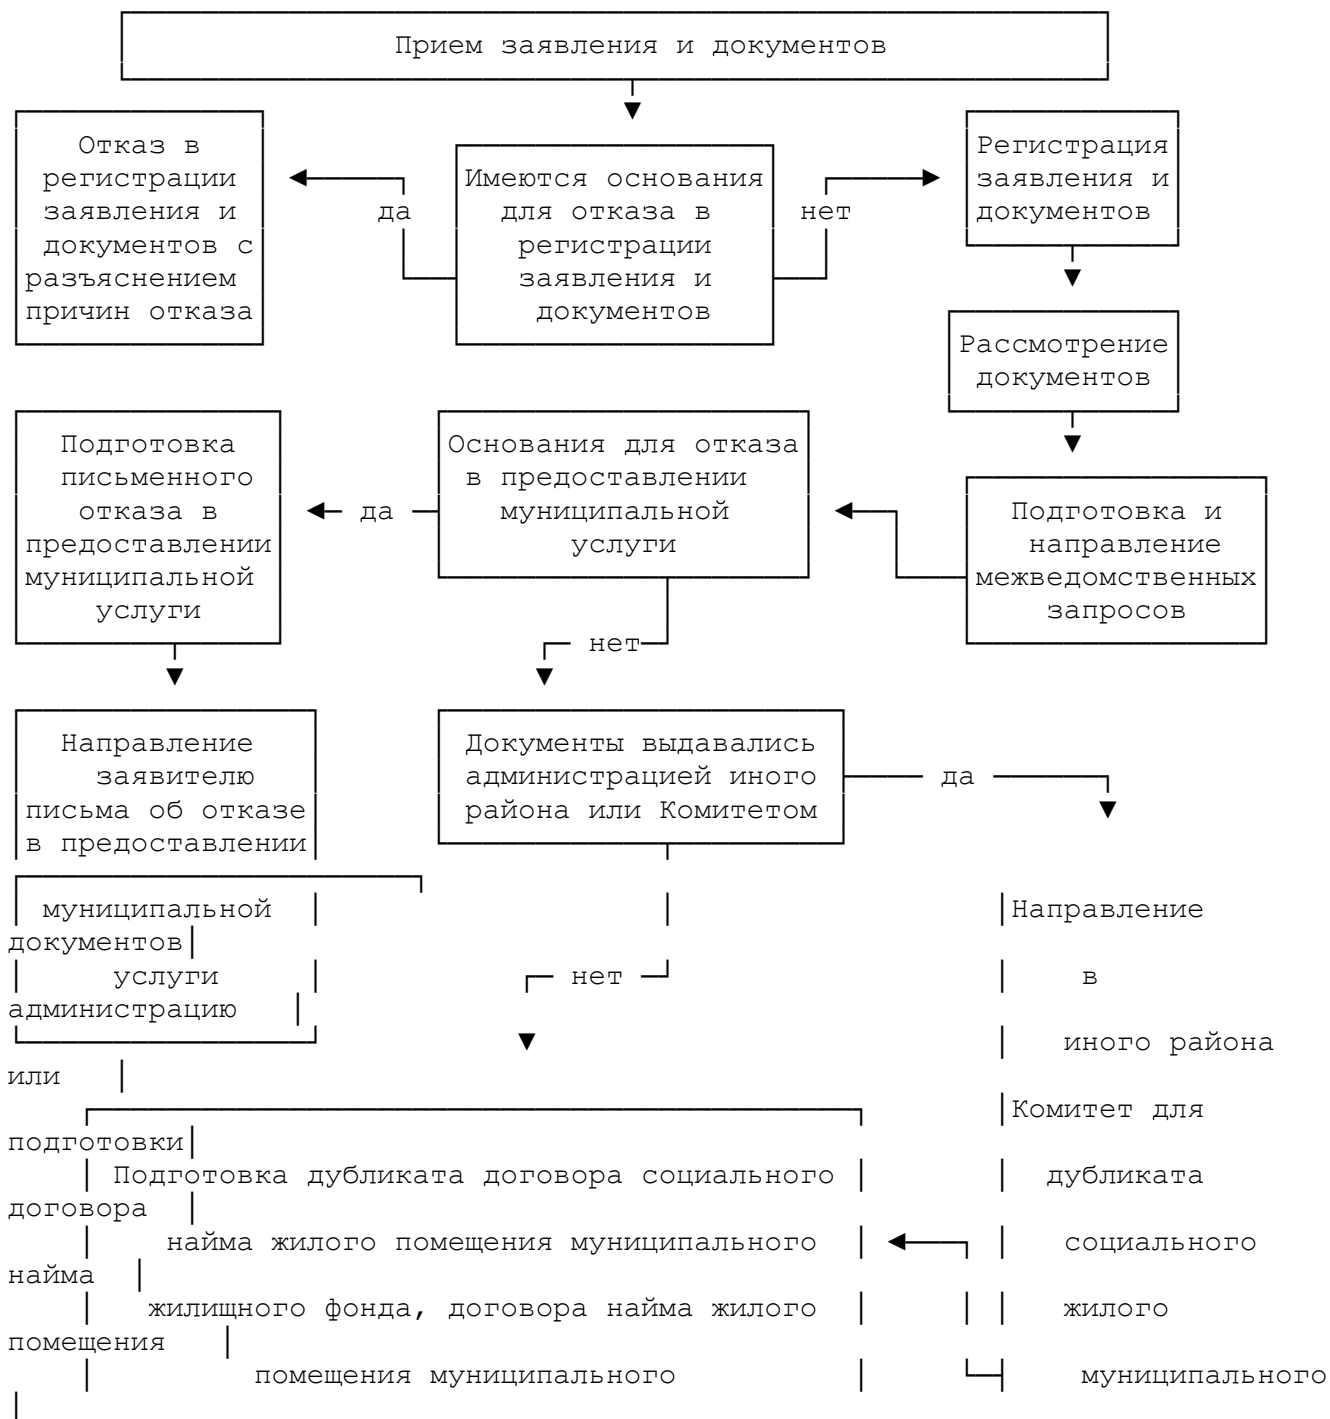 Прием заявления и документов
Отказ в
регистрации
заявления и
документов с
разъяснением
причин отказа
да
Имеются основания
для отказа в
регистрации
заявления и
документов
нет
Регистрация
заявления и
документов
Рассмотрение
документов
Подготовка
письменного
отказа в
предоставлении
муниципальной
услуги
да
Основания для отказа
в предоставлении
муниципальной
услуги
Подготовка и
направление
межведомственных
запросов
нет
Направление
заявителю
письма об отказе
в предоставлении
Документы выдавались
администрацией иного
района или Комитетом
да
муниципальной Направление
документов
услуги нет в
администрацию
иного района
или
Комитет для
подготовки
Подготовка дубликата договора социального дубликата
договора
найма жилого помещения муниципального социального
найма
жилищного фонда, договора найма жилого жилого
помещения
помещения муниципального муниципального